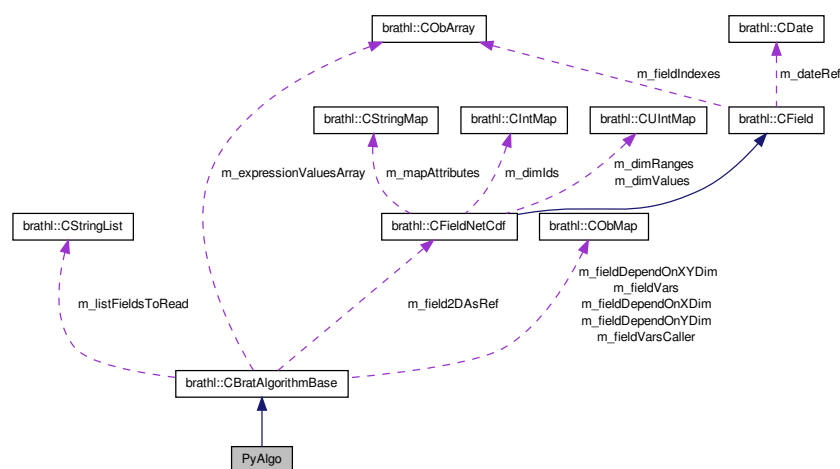 brathl::CObArray
brathl::CDate
m_fieldIndexes
m_dateRef
brathl::CStringMap
brathl::CIntMap
brathl::CUIntMap
brathl::CField
m_expressionValuesArray
m_mapAttributes
m_dimIds
m_dimRanges
m_dimValues
brathl::CStringList
brathl::CFieldNetCdf
brathl::CObMap
m_listFieldsToRead
m_field2DAsRef
m_fieldDependOnXYDim
m_fieldVars
m_fieldDependOnXDim
m_fieldDependOnYDim
m_fieldVarsCaller
brathl::CBratAlgorithmBase
PyAlgo